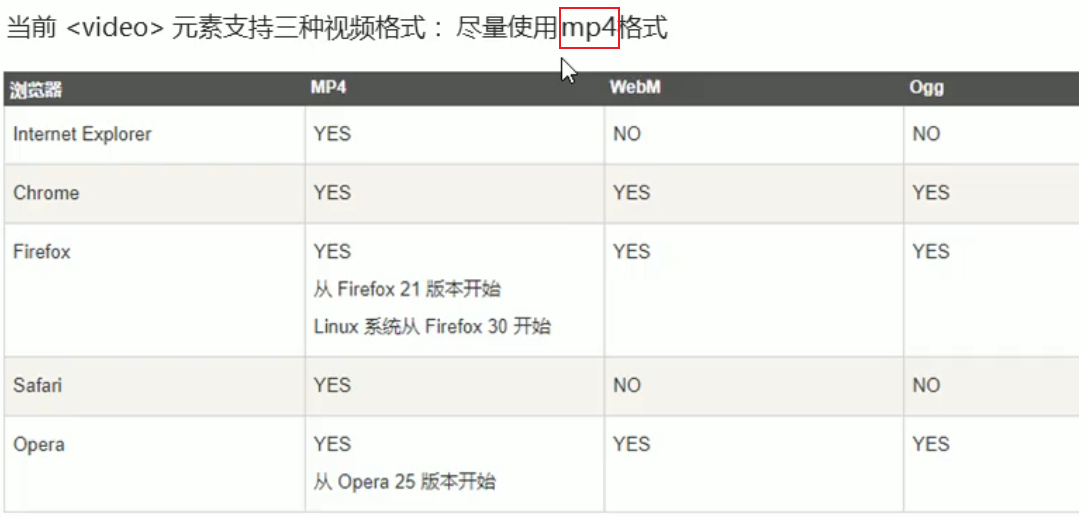 当前 <video> 元素支持三种视频格式： 尽量使用mp4格式
浏览器 MP4 WebM Ogg
Internet Explorer YES NO NO
Chrome YES YES YES
Firefox YES YES YES
从 Firefox 21 版本开始
Linux 系统从 Firefox 30 开始
Safari YES NO NO
Opera YES YES YES
从 Opera 25 版本开始